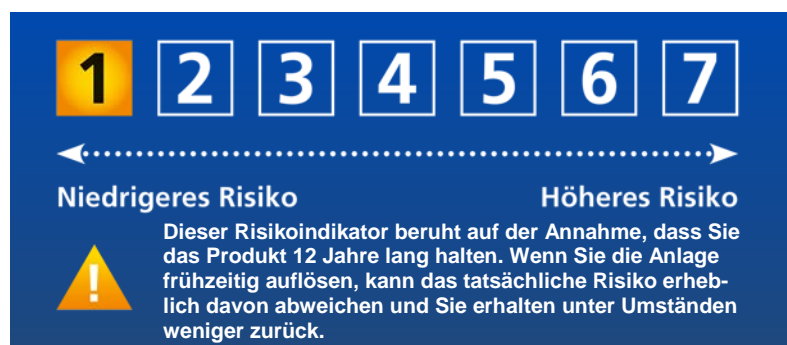 1 2 3 4 5 6 7
Niedrigeres Risiko Höheres Risiko
Dieser Risikoindikator beruht auf der Annahme, dass Sie
das Produkt 12 Jahre lang halten. Wenn Sie die Anlage
frühzeitig auflösen, kann das tatsächliche Risiko erheb-
lich davon abweichen und Sie erhalten unter Umständen
weniger zurück.